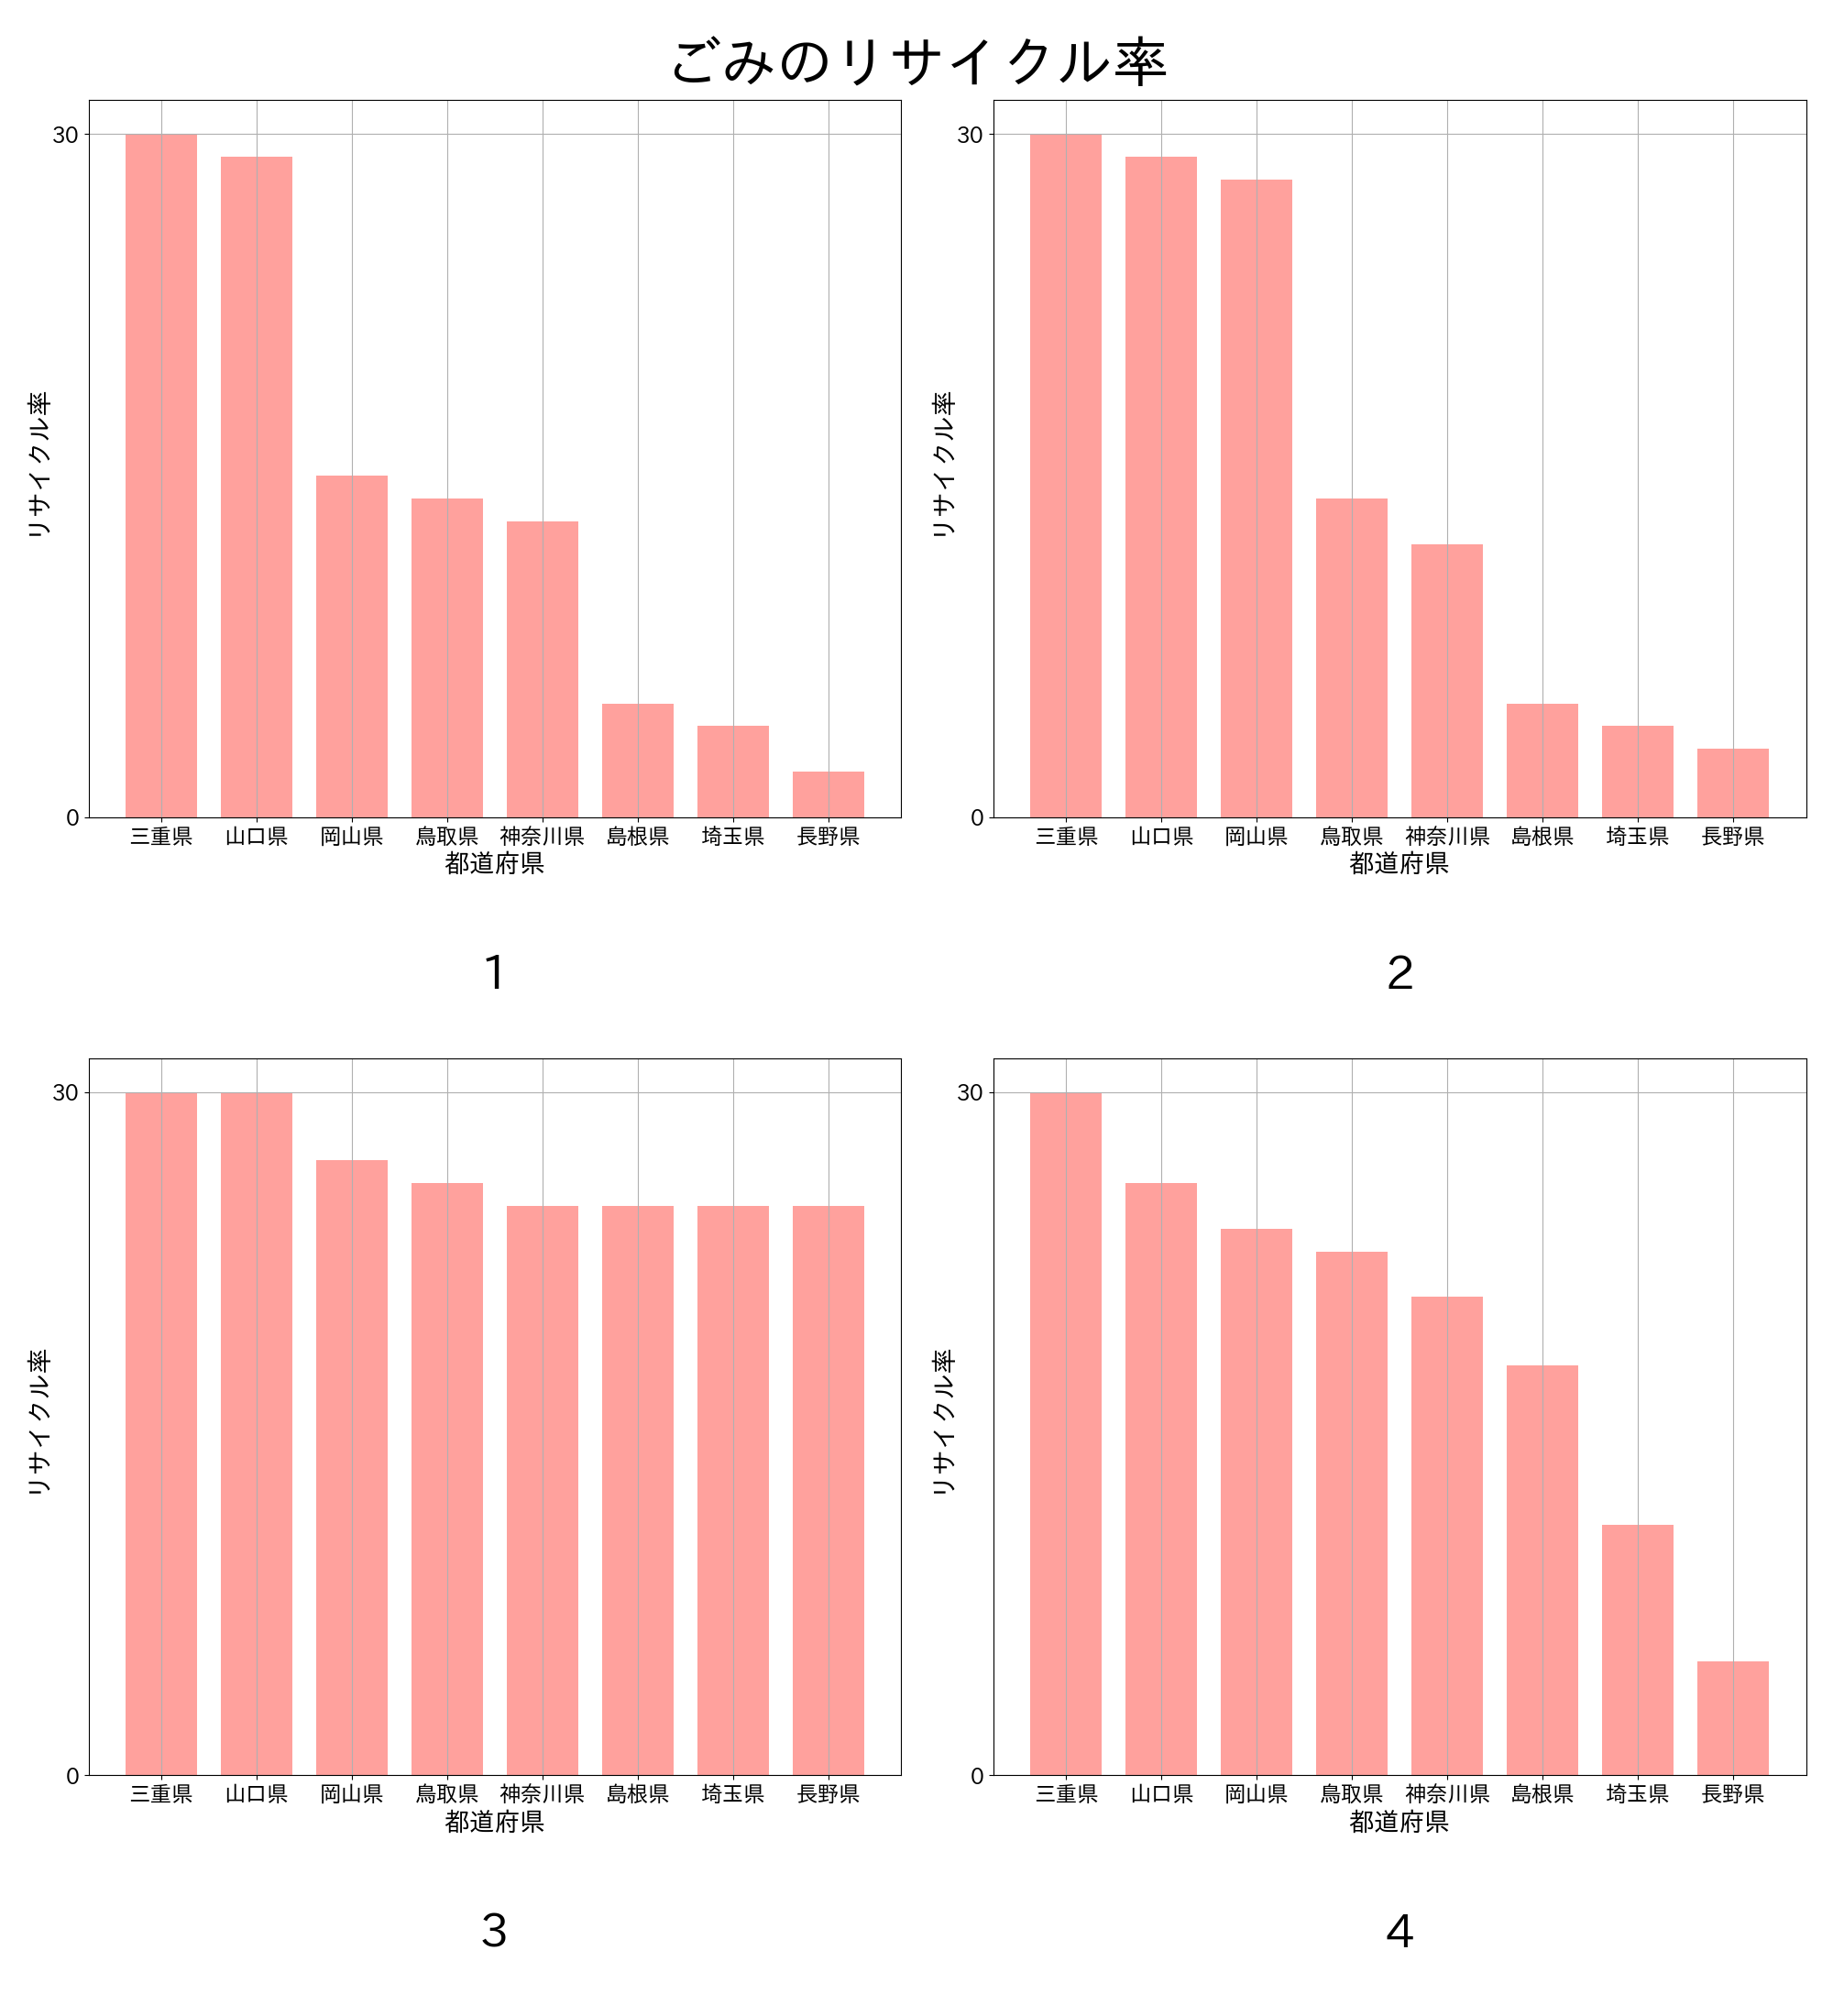 ごみのリサイクル率
30
0
リサイクル率
三重県 山口県 岡山県 鳥取県 神奈川県 島根県 埼玉県 長野県
都道府県
1
30
0
リサイクル率
三重県 山口県 岡山県 鳥取県 神奈川県 島根県 埼玉県 長野県
都道府県
2
30
0
リサイクル率
三重県 山口県 岡山県 鳥取県 神奈川県 島根県 埼玉県 長野県
都道府県
3
30
0
リサイクル率
三重県 山口県 岡山県 鳥取県 神奈川県 島根県 埼玉県 長野県
都道府県
4